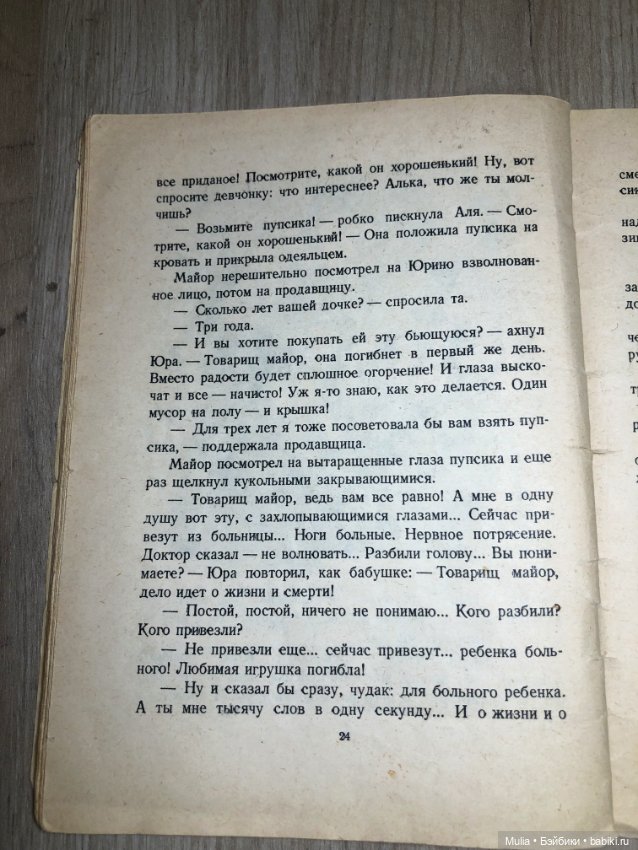 все приданое! Посмотрите, какой он хорошенький! Ну, вот
спросите девчонку: что интереснее? Алька, что же ты мол-
чишь?
— Возьмите пупсика! — робко пискнула Аля. — Смо-
трите, какой он хорошенький! — Она положила пупсика на
кровать и прикрыла одеяльцем.
Майор нерешительно посмотрел на Юрино взволнован-
ное лицо, потом на продавщицу.
— Сколько лет вашей дочке? — спросила та.
— Три года.
— И вы хотите покупать ей эту бьющуюся? — ахнул
Юра. — Товарищ майор, она погибнет в первый же день.
Вместо радости будет сплошное огорчение! И глаза выско-
чат и все — начисто! Уж я-то знаю, как это делается. Один
мусор на полу — и крышка!
— Для трех лет я тоже посоветовала бы вам взять пуп-
сика, — поддержала продавщица.
Майор посмотрел на вытаращенные глаза пупсика и еще
раз щелкнул кукольными закрывающимися.
— Товарищ майор, ведь вам все равно! А мне в одну
душу вот эту, с захлопывающимися глазами... Сейчас при-
везут из больницы... Ноги больные. Нервное потрясение.
Доктор сказал — не волновать... Разбили голову... Вы пони-
маете? — Юра повторил, как бабушке: — Товарищ майор,
дело идет о жизни и смерти!
— Постой, постой, ничего не понимаю... Кого разбили?
Кого привезли?
— Не привезли еще... сейчас привезут... ребенка боль-
ного! Любимая игрушка погибла!
— Ну и сказал бы сразу, чудак: для больного ребенка.
А ты мне тысячу слов в одну секунду... И о жизни и о
24
сме
сик
над
зи
за
до
че
ру
т
р
о
ж
Mulia • Бэйбики • babiki.ru